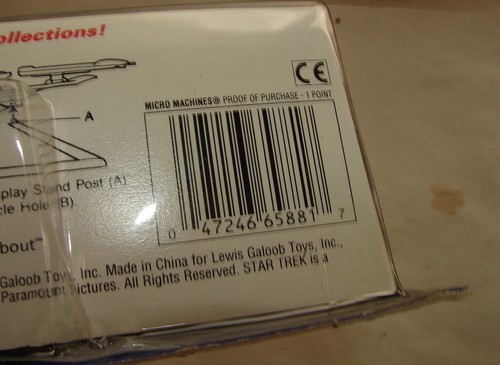 ollections!
CE
MICRO MACHINES® PROOF OF PURCHASE - 1 POINT
A
play Stand Post (A)
cle Hole (B)
0 47246 65881 7
bout™
Galoob Toys, Inc. Made in China for Lewis Galoob Toys, Inc.,
Paramount Pictures. All Rights Reserved. STAR TREK is a